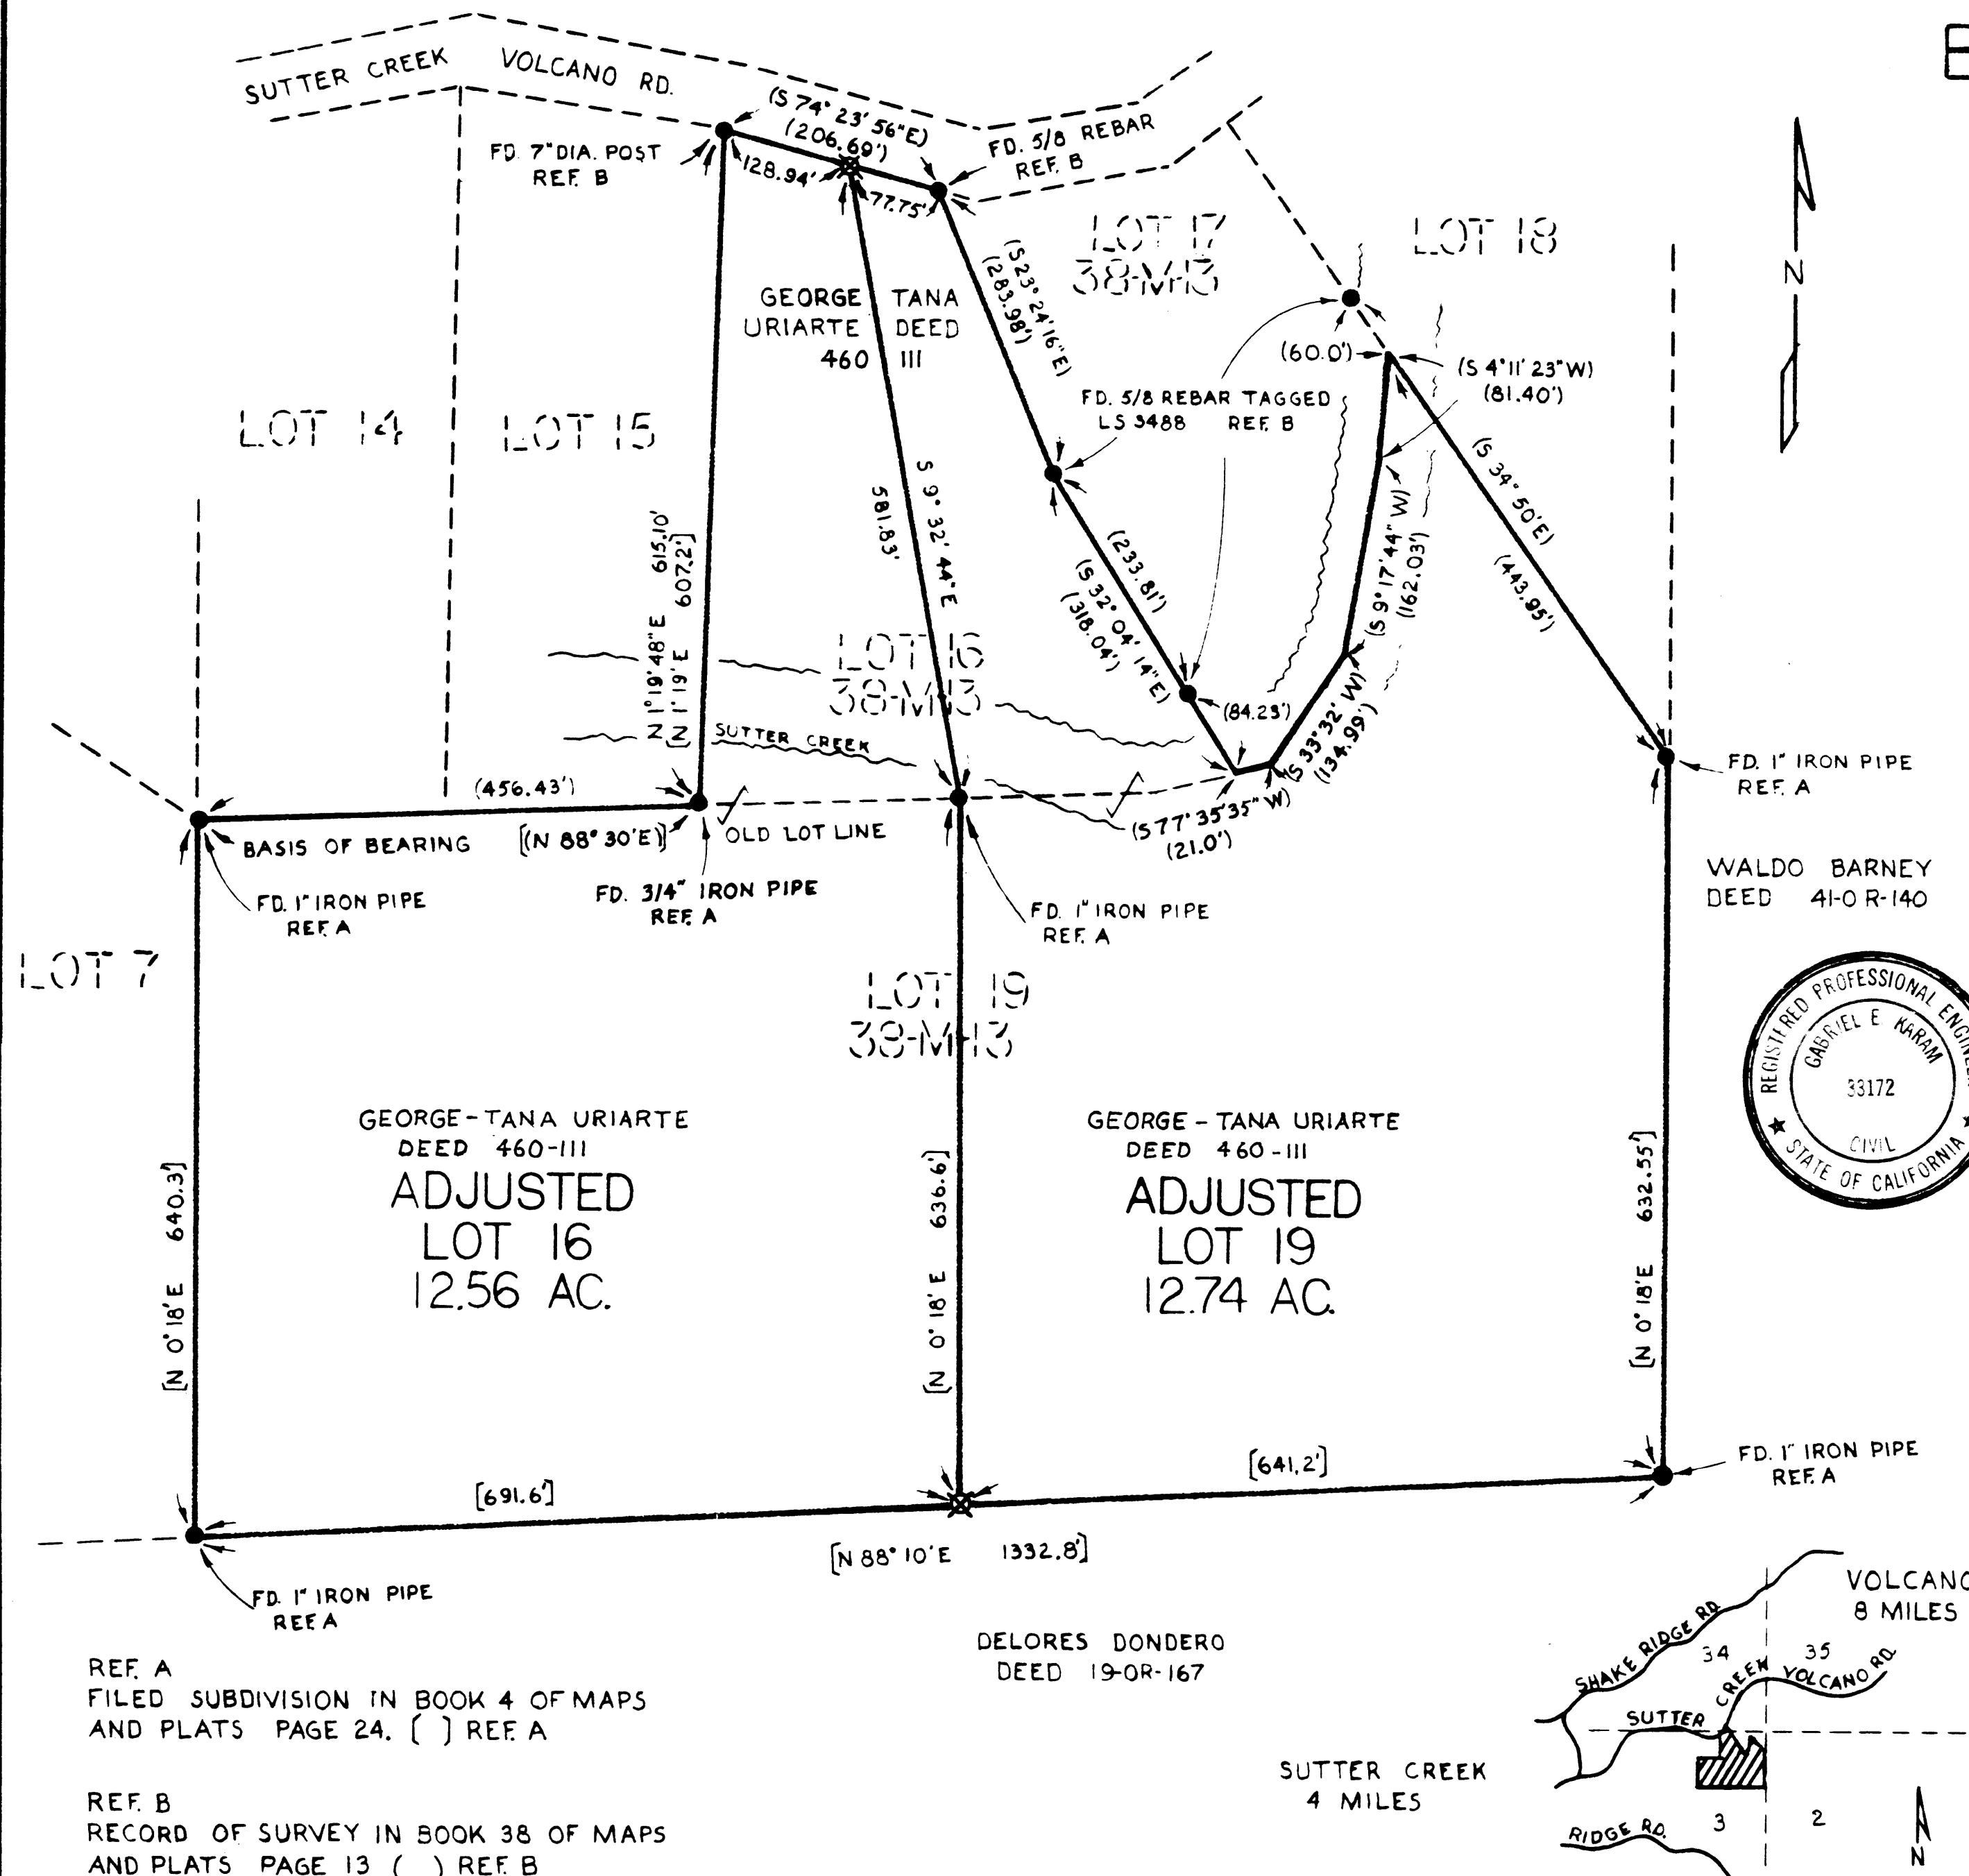 SUTTER CREEK VOLCANO RD.
(S 74° 23' 56"E)
(206.69')
FD. 7" DIA. POST
REF. B
128.94'
77.75'
FD. 5/8 REBAR
REF. B
LOT 17
38-M-13
LOT 18
N
GEORGE TANA
URIARTE DEED
460 III
(S 23° 24' 16"E)
(283.98')
(60.0')
(S 4° 11' 23" W)
(81.40')
FD. 5/8 REBAR TAGGED
LS 3488 REF. B
LOT 14
LOT 15
S 9° 32' 44"E
581.83'
(S 34° 50'E)
(443.95')
(S 9° 17' 44" W)
(162.03')
N 1° 19' 48" E 615.10'
[N 1° 19' E 607.2']
(233.81')
(S 32° 04' 14"E)
(318.04')
LOT 16
38-M-13
(84.23')
(S 33° 32' W)
(134.99')
SUTTER CREEK
FD. 1" IRON PIPE
REF. A
(456.43')
BASIS OF BEARING [(N 88° 30'E)]
OLD LOT LINE
(S 77° 35' 35" W)
(21.0')
FD. 1" IRON PIPE
REF. A
FD. 3/4" IRON PIPE
REF. A
FD. 1" IRON PIPE
REF. A
WALDO BARNEY
DEED 41-O R-140
LOT 7
LOT 19
38-M-13
REGISTERED PROFESSIONAL ENGINEER
GABRIEL E KARAM
33172
CIVIL
STATE OF CALIFORNIA
GEORGE - TANA URIARTE
DEED 460-III
ADJUSTED
LOT 16
12.56 AC.
GEORGE - TANA URIARTE
DEED 460-III
ADJUSTED
LOT 19
12.74 AC.
[N 0° 18' E 640.3']
[N 0° 18' E 636.6']
[N 0° 18' E 632.55']
[691.6']
[641.2']
[N 88° 10' E 1332.8']
FD. 1" IRON PIPE
REF. A
FD. 1" IRON PIPE
REF. A
DELORES DONDERO
DEED 19-OR-167
REF. A
FILED SUBDIVISION IN BOOK 4 OF MAPS
AND PLATS PAGE 24. [ ] REF. A
REF. B
RECORD OF SURVEY IN BOOK 38 OF MAPS
AND PLATS PAGE 13 ( ) REF. B
VOLCANO
8 MILES
SHAKE RIDGE RD.
34
35
SUTTER CREEK VOLCANO RD.
SUTTER CREEK
4 MILES
3
2
RIDGE RD.
N